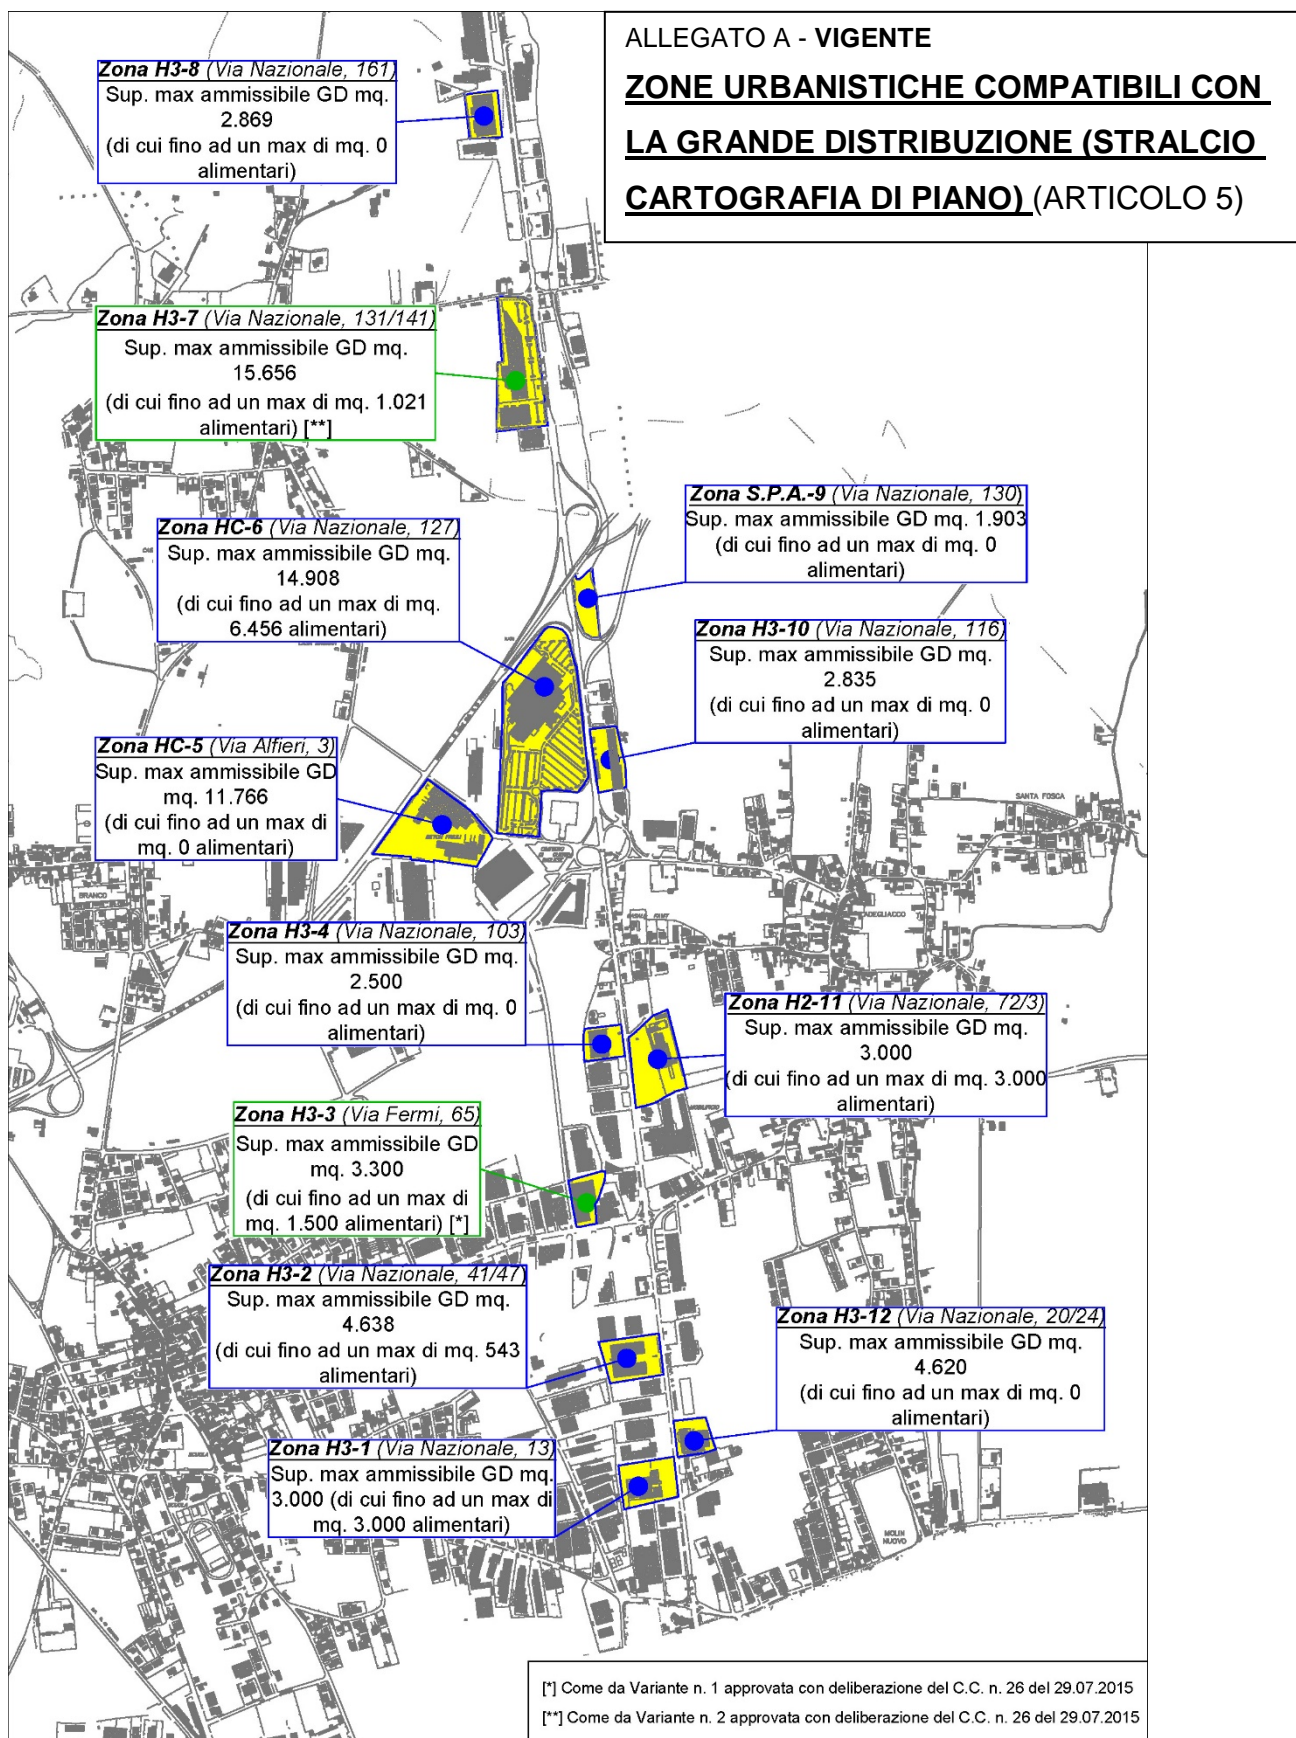 ALLEGATO A - VIGENTE
ZONE URBANISTICHE COMPATIBILI CON
LA GRANDE DISTRIBUZIONE (STRALCIO
CARTOGRAFIA DI PIANO) (ARTICOLO 5)
Zona H3-8 (Via Nazionale, 161)
Sup. max ammissibile GD mq.
2.869
(di cui fino ad un max di mq. 0
alimentari)
Zona H3-7 (Via Nazionale, 131/141)
Sup. max ammissibile GD mq.
15.656
(di cui fino ad un max di mq. 1.021
alimentari) [**]
Zona S.P.A.-9 (Via Nazionale, 130)
Sup. max ammissibile GD mq. 1.903
(di cui fino ad un max di mq. 0
alimentari)
Zona HC-6 (Via Nazionale, 127)
Sup. max ammissibile GD mq.
14.908
(di cui fino ad un max di mq.
6.456 alimentari)
Zona H3-10 (Via Nazionale, 116)
Sup. max ammissibile GD mq.
2.835
(di cui fino ad un max di mq. 0
alimentari)
Zona HC-5 (Via Alfieri, 3)
Sup. max ammissibile GD
mq. 11.766
(di cui fino ad un max di
mq. 0 alimentari)
SANTA FOSCA
BRANCO
Zona H3-4 (Via Nazionale, 103)
Sup. max ammissibile GD mq.
2.500
(di cui fino ad un max di mq. 0
alimentari)
Zona H2-11 (Via Nazionale, 72/3)
Sup. max ammissibile GD mq.
3.000
(di cui fino ad un max di mq. 3.000
alimentari)
Zona H3-3 (Via Fermi, 65)
Sup. max ammissibile GD
mq. 3.300
(di cui fino ad un max di
mq. 1.500 alimentari) [*]
Zona H3-2 (Via Nazionale, 41/47)
Sup. max ammissibile GD mq.
4.638
(di cui fino ad un max di mq. 543
alimentari)
Zona H3-12 (Via Nazionale, 20/24)
Sup. max ammissibile GD mq.
4.620
(di cui fino ad un max di mq. 0
alimentari)
Zona H3-1 (Via Nazionale, 13)
Sup. max ammissibile GD mq.
3.000 (di cui fino ad un max di
mq. 3.000 alimentari)
MOLIN
NUOVO
[*] Come da Variante n. 1 approvata con deliberazione del C.C. n. 26 del 29.07.2015
[**] Come da Variante n. 2 approvata con deliberazione del C.C. n. 26 del 29.07.2015